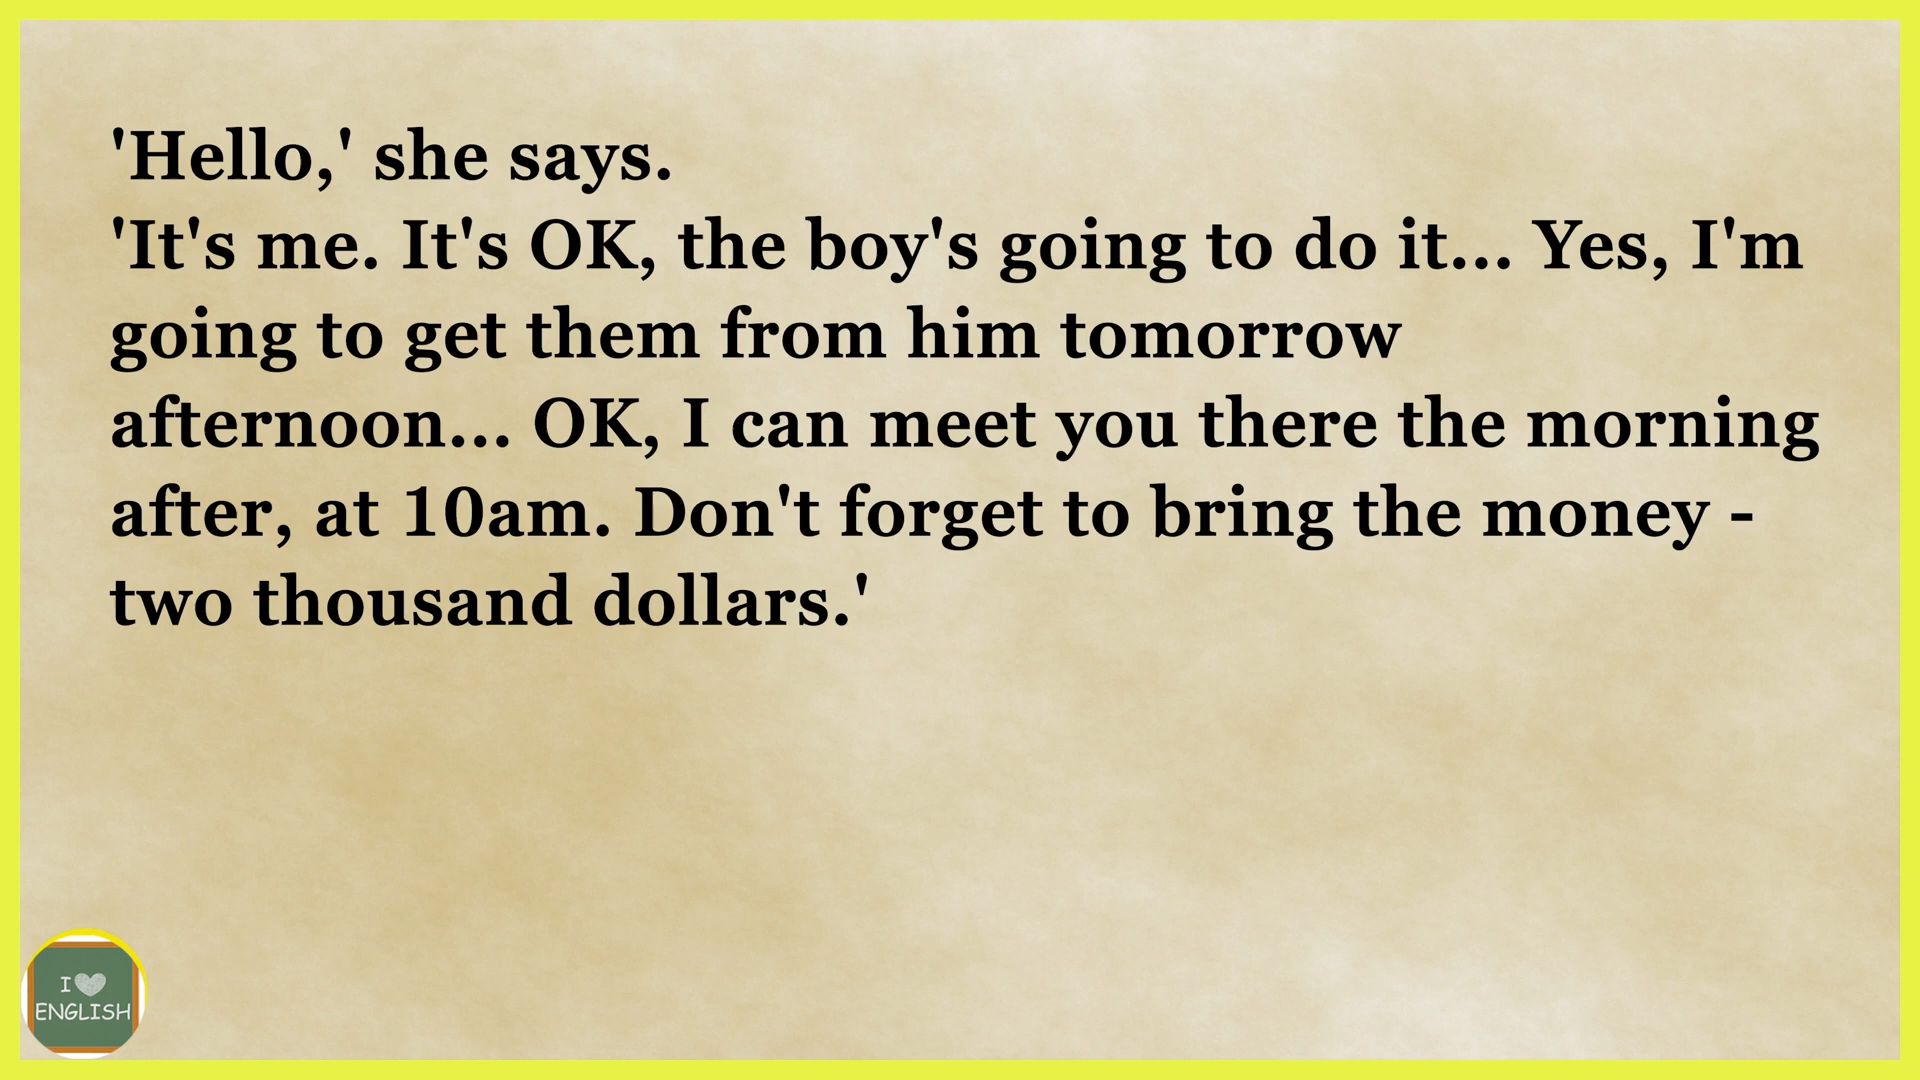 'Hello,' she says.
'It's me. It's OK, the boy's going to do it... Yes, I'm
going to get them from him tomorrow
afternoon... OK, I can meet you there the morning
after, at 10am. Don't forget to bring the money -
two thousand dollars.'
I
ENGLISH